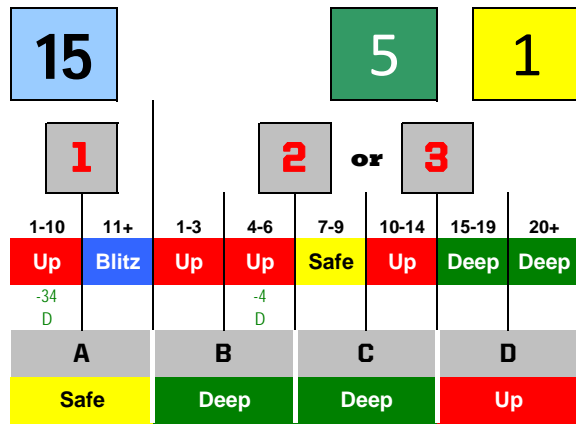 15 5 1
1 2 or 3
1-10 11+ 1-3 4-6 7-9 10-14 15-19 20+
Up Blitz Up Up Safe Up Deep Deep
-34 -4
D D
A B C D
Safe Deep Deep Up